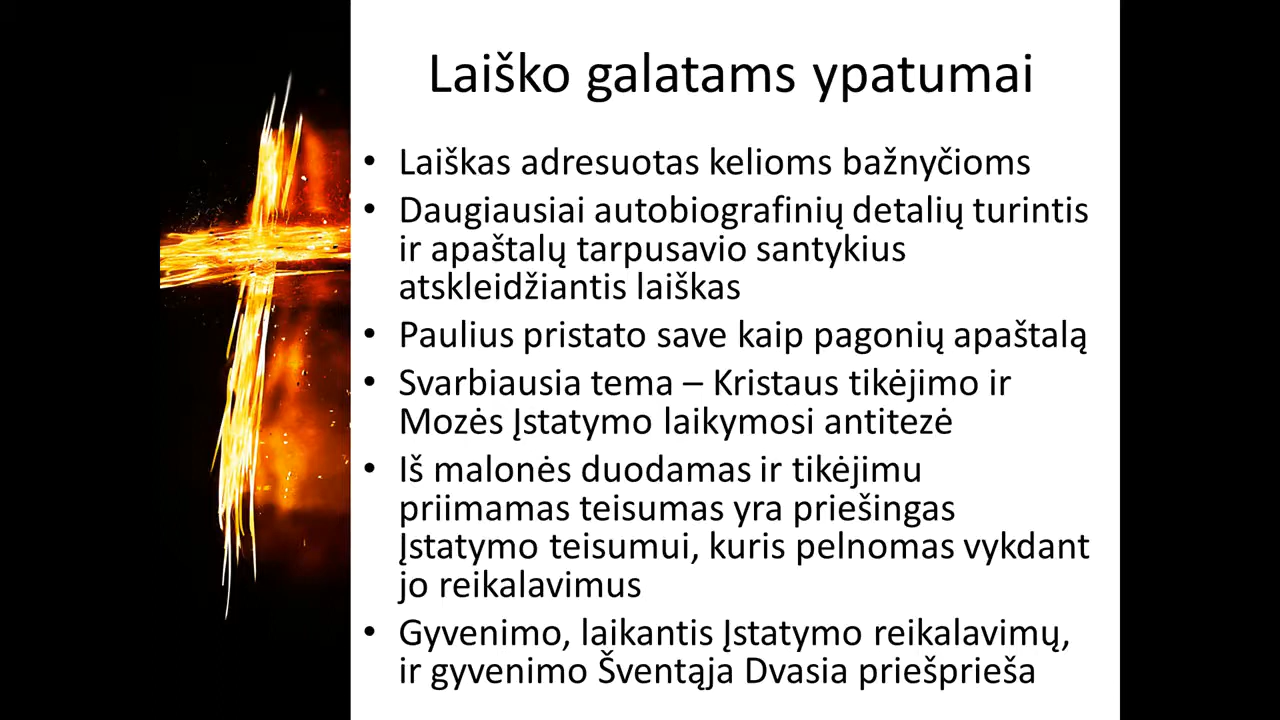 Laiško galatams ypatumai
• Laiškas adresuotas kelioms bažnyčioms
• Daugiausiai autobiografinių detalių turintis
ir apaštalų tarpusavio santykius
atskleidžiantis laiškas
• Paulius pristato save kaip pagonių apaštalą
• Svarbiausia tema – Kristaus tikėjimo ir
Mozės Įstatymo laikymosi antitezė
• Iš malonės duodamas ir tikėjimu
priimamas teisumas yra priešingas
Įstatymo teisumui, kuris pelnomas vykdant
jo reikalavimus
• Gyvenimo, laikantis Įstatymo reikalavimų,
ir gyvenimo Šventąja Dvasia priešprieša